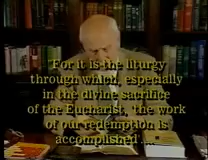 "For it is the liturgy
through which, especially
in the divine sacrifice
of the Eucharist, 'the work
of our redemption is
accomplished'...